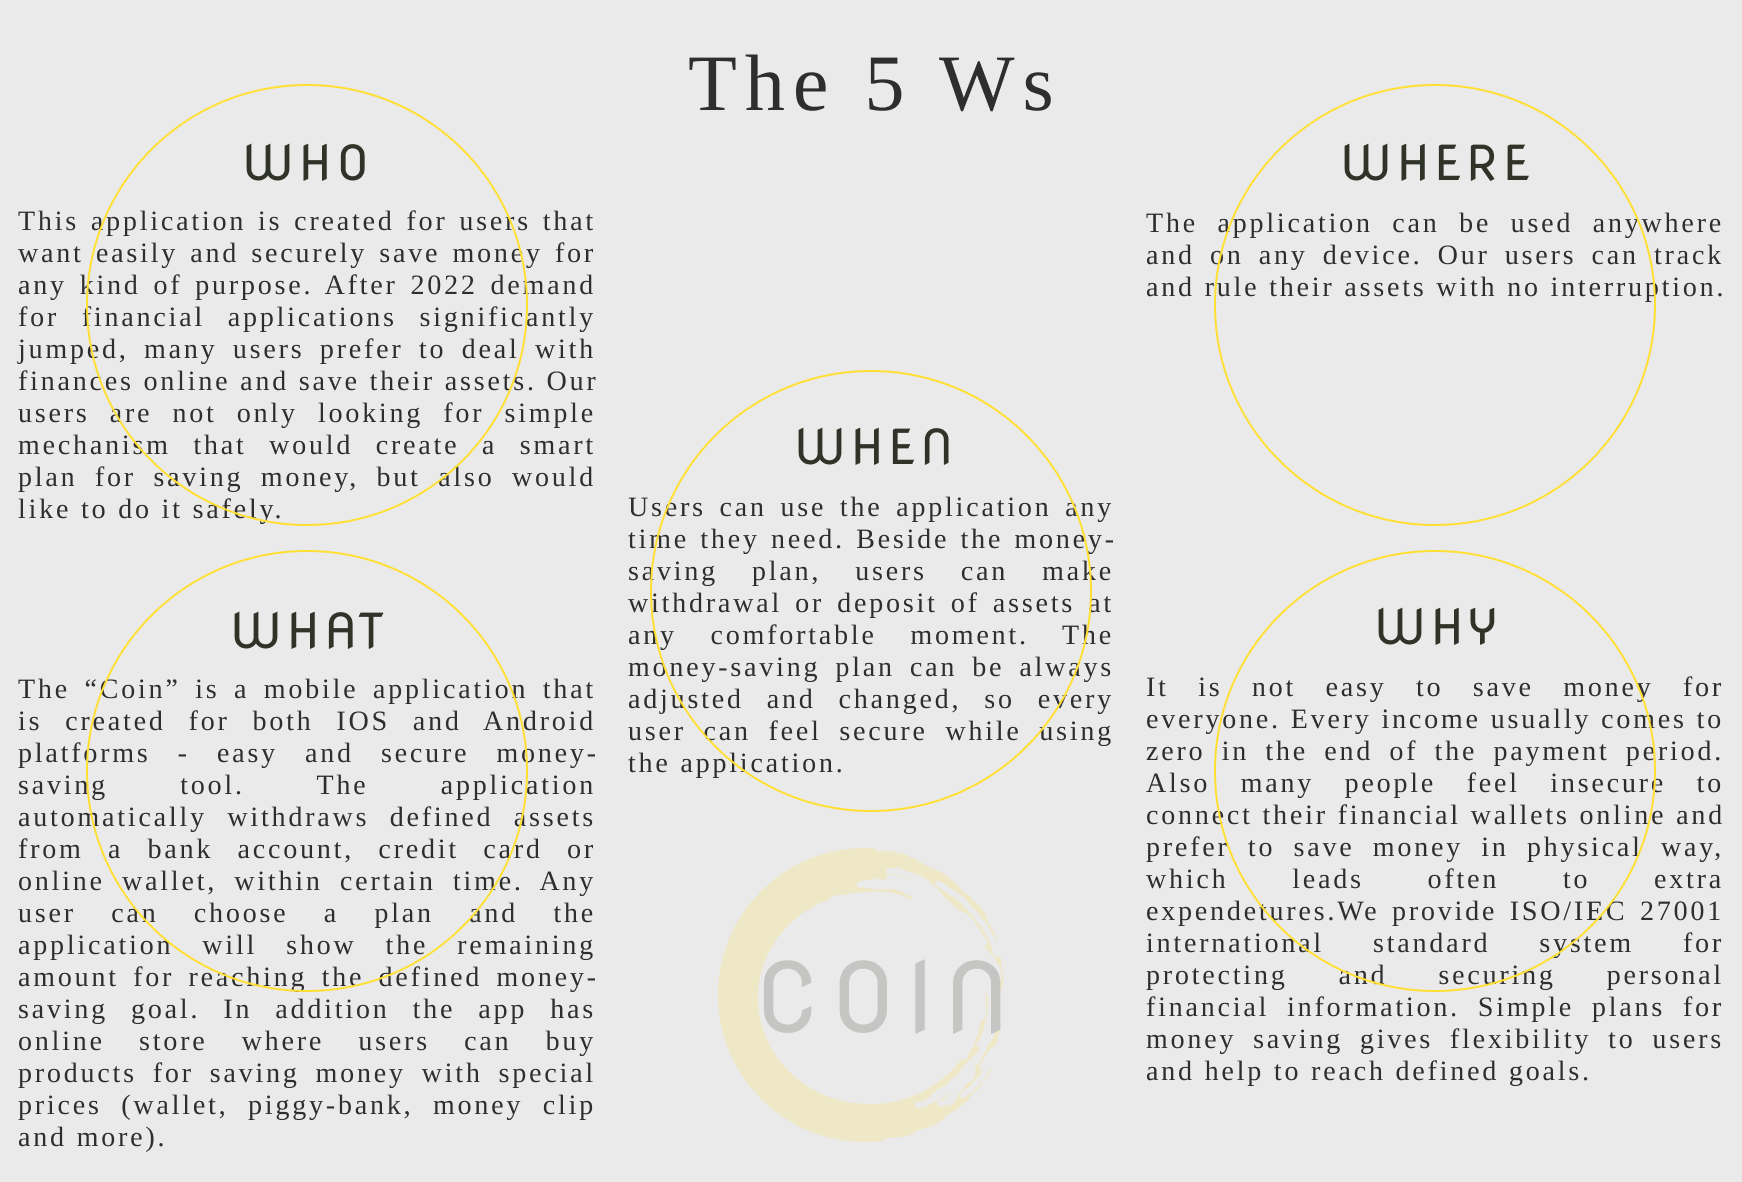 The 5 Ws
WHO
This application is created for users that
want easily and securely save money for
any kind of purpose. After 2022 demand
for financial applications significantly
jumped, many users prefer to deal with
finances online and save their assets. Our
users are not only looking for simple
mechanism that would create a smart
plan for saving money, but also would
like to do it safely.
WHAT
The “Coin” is a mobile application that
is created for both IOS and Android
platforms - easy and secure money-
saving tool. The application
automatically withdraws defined assets
from a bank account, credit card or
online wallet, within certain time. Any
user can choose a plan and the
application will show the remaining
amount for reaching the defined money-
saving goal. In addition the app has
online store where users can buy
products for saving money with special
prices (wallet, piggy-bank, money clip
and more).
WHEN
Users can use the application any
time they need. Beside the money-
saving plan, users can make
withdrawal or deposit of assets at
any comfortable moment. The
money-saving plan can be always
adjusted and changed, so every
user can feel secure while using
the application.
COIN
WHERE
The application can be used anywhere
and on any device. Our users can track
and rule their assets with no interruption.
WHY
It is not easy to save money for
everyone. Every income usually comes to
zero in the end of the payment period.
Also many people feel insecure to
connect their financial wallets online and
prefer to save money in physical way,
which leads often to extra
expendetures.We provide ISO/IEC 27001
international standard system for
protecting and securing personal
financial information. Simple plans for
money saving gives flexibility to users
and help to reach defined goals.